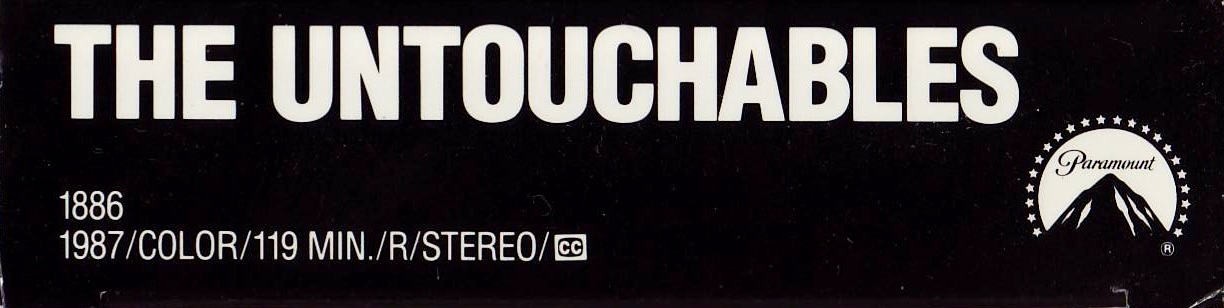 THE UNTOUCHABLES
Paramount
®
1886
1987/COLOR/119 MIN./R/STEREO/CC